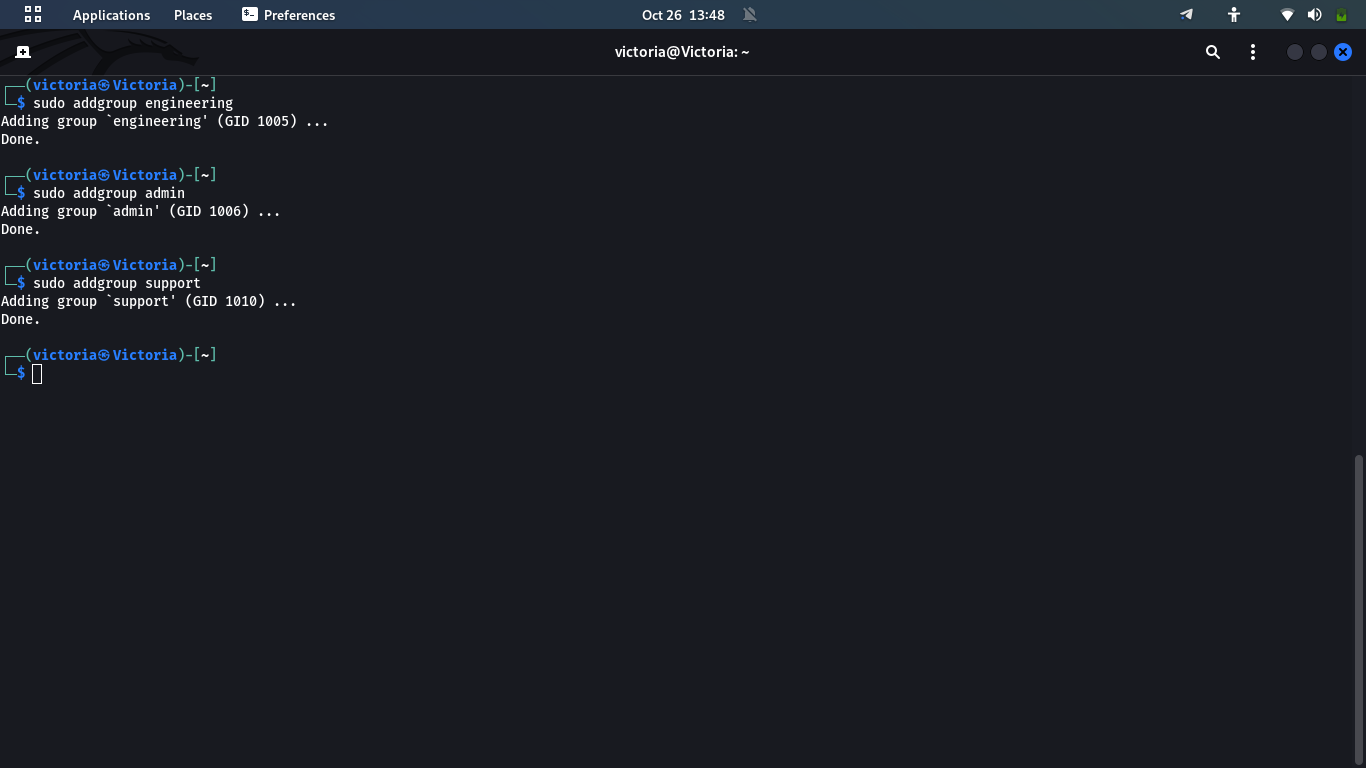 Applications Places Preferences Oct 26 13:48
victoria@Victoria: ~
┌──(victoria㉿Victoria)-[~]
└─$ sudo addgroup engineering
Adding group `engineering' (GID 1005) ...
Done.
┌──(victoria㉿Victoria)-[~]
└─$ sudo addgroup admin
Adding group `admin' (GID 1006) ...
Done.
┌──(victoria㉿Victoria)-[~]
└─$ sudo addgroup support
Adding group `support' (GID 1010) ...
Done.
┌──(victoria㉿Victoria)-[~]
└─$